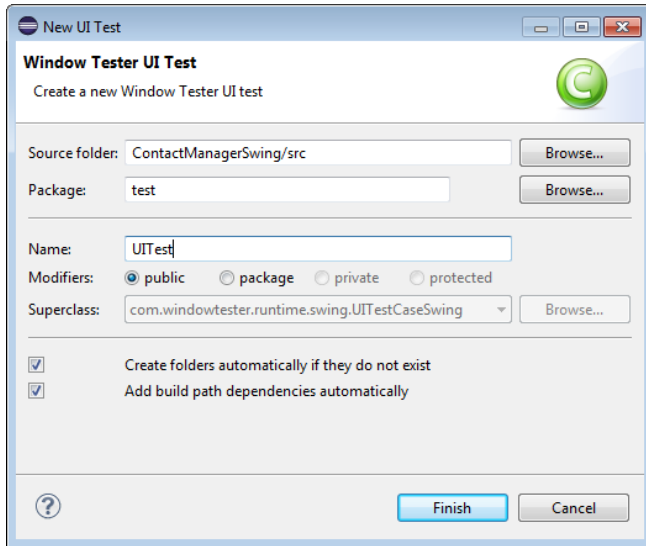 New UI Test
Window Tester UI Test
Create a new Window Tester UI test
C
Source folder: ContactManagerSwing/src Browse...
Package: test Browse...
Name: UITest
Modifiers: public package private protected
Superclass: com.windowtester.runtime.swing.UITestCaseSwing Browse...
Create folders automatically if they do not exist
Add build path dependencies automatically
? Finish Cancel